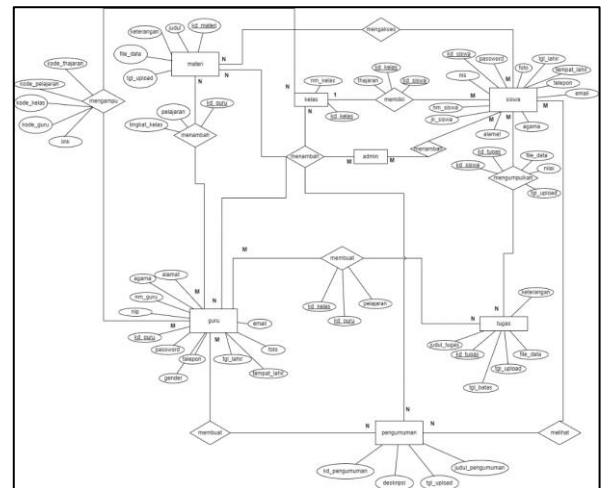 judul
kd_materi
keterangan
mengakses
file_data
materi
N
M
tgl_upload
N
N
kode_thajaran
kode_pelajaran
mengampu
kode_kelas
kode_guru
link
N
pelajaran
kd_guru
tingkat_kelas
menambah
nm_kelas
kelas
1
kd_kelas
N
kd_kelas
thajaran
kd_siswa
memiliki
M
kd_siswa
password
foto
tgl_lahir
tempat_lahir
nis
telepon
email
siswa
nm_siswa
jk_siswa
alamat
agama
M
M
M
menambah
M
admin
M
menambah
kd_tugas
file_data
kd_siswa
nilai
mengumpulkan
tgl_upload
M
membuat
N
kd_kelas
kd_guru
pelajaran
agama
alamat
M
N
nm_guru
nip
M
guru
email
kd_guru
foto
password
telepon
tgl_lahir
tempat_lahir
gender
M
keterangan
N
N
tugas
judul_tugas
kd_tugas
file_data
tgl_upload
tgl_batas
membuat
N
N
pengumuman
N
N
melihat
kd_pengumuman
deskripsi
tgl_upload
judul_pengumuman